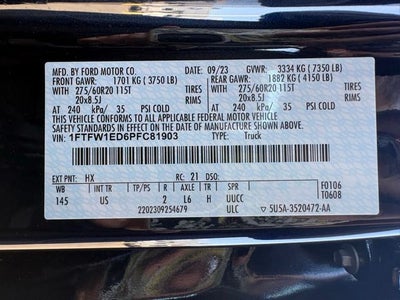 MFD. BY FORD MOTOR CO. 09/23 GVWR: 3334 KG ( 7350 LB)
FRONT GAWR: 1701 KG ( 3750 LB) REAR GAWR: 1882 KG ( 4150 LB)
WITH 275/60R20 115T TIRES WITH 275/60R20 115T TIRES
20x8.5J RIMS 20x8.5J RIMS
AT 240 kPa/ 35 PSI COLD AT 240 kPa/ 35 PSI COLD
THIS VEHICLE CONFORMS TO ALL APPLICABLE FEDERAL MOTOR VEHICLE SAFETY
STANDARDS IN EFFECT ON THE DATE OF MANUFACTURE SHOWN ABOVE.
VIN: 1FTFW1ED6PFC81903 TYPE: Truck
EXT PNT: HX RC: 21 DSO: F0106
WB INT TR TP/PS R AXLE TR SPR T0608
145 US 2 L6 H UUCC
2202309254679 ULC 5U5A-3520472-AA